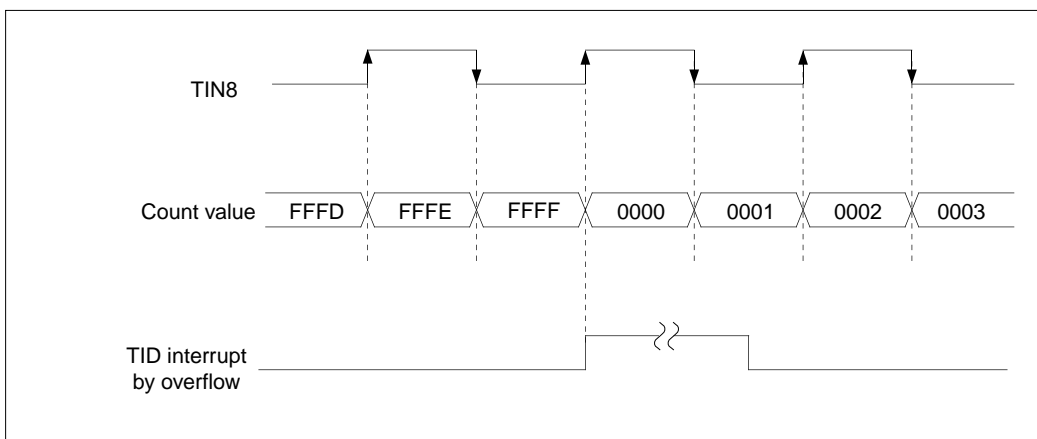 TIN8
Count value FFFD FFFE FFFF 0000 0001 0002 0003
TID interrupt
by overflow